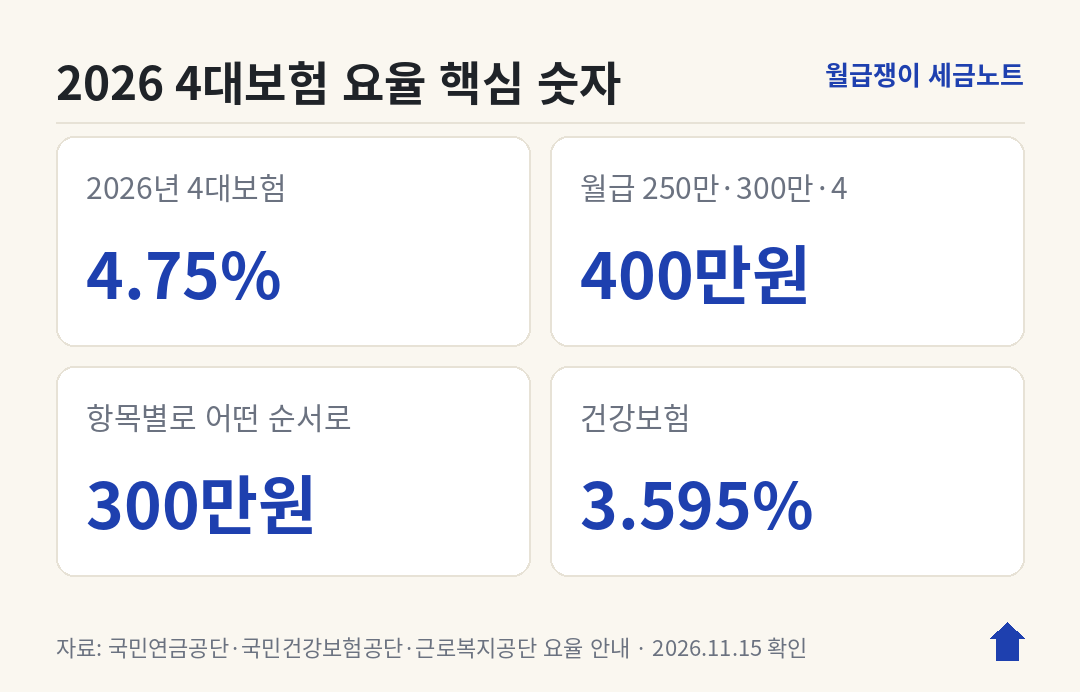 2026 4대보험 요율 핵심 숫자
월급쟁이 세금노트
2026년 4대보험
4.75%
월급 250만·300만·4
400만원
항목별로 어떤 순서로
300만원
건강보험
3.595%
자료: 국민연금공단·국민건강보험공단·근로복지공단 요율 안내 · 2026.11.15 확인